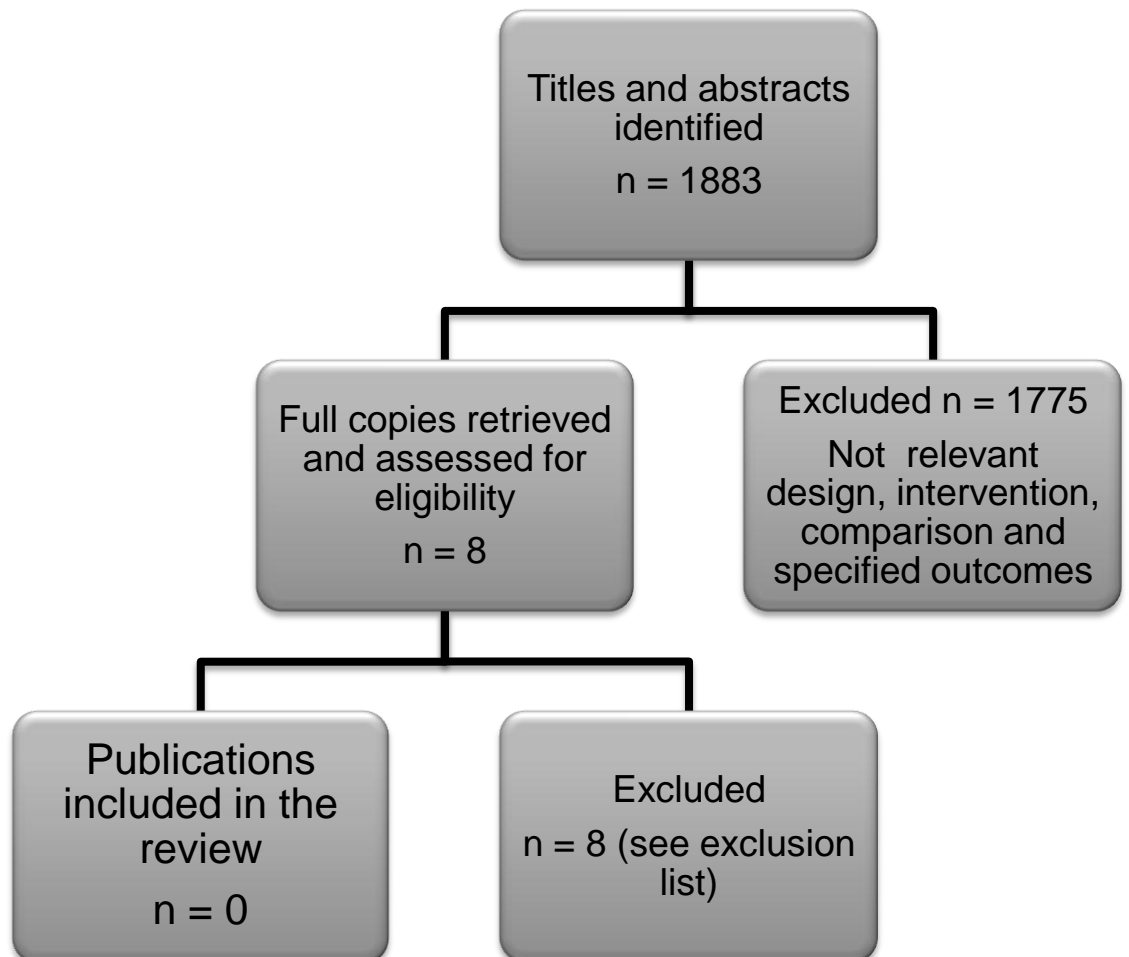 Titles and abstracts
identified
n = 1883
Full copies retrieved
and assessed for
eligibility
n = 8
Excluded n = 1775
Not  relevant
design, intervention,
comparison and
specified outcomes
Publications
included in the
review
n = 0
Excluded
n = 8 (see exclusion
list)